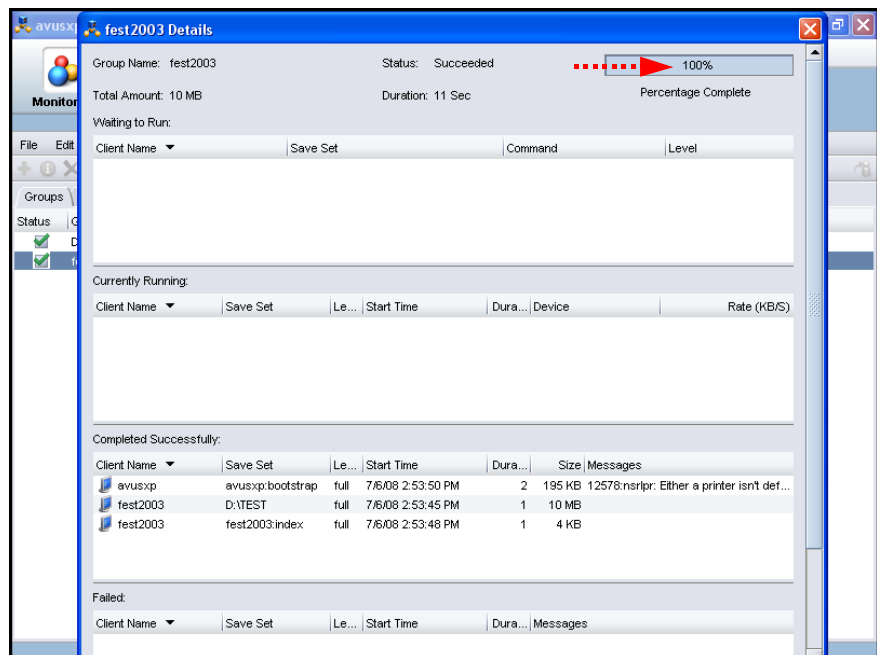 avusxp
fest2003 Details
Monitor
File Edit
Groups
Status G
D
f
Group Name: fest2003 Status: Succeeded 100%
Total Amount: 10 MB Duration: 11 Sec Percentage Complete
Waiting to Run:
Client Name Save Set Command Level
Currently Running:
Client Name Save Set Le... Start Time Dura... Device Rate (KB/S)
Completed Successfully:
Client Name Save Set Le... Start Time Dura... Size Messages
avusxp avusxp:bootstrap full 7/6/08 2:53:50 PM 2 195 KB 12578:nsrlpr: Either a printer isn't def...
fest2003 D:\TEST full 7/6/08 2:53:45 PM 1 10 MB
fest2003 fest2003:index full 7/6/08 2:53:48 PM 1 4 KB
Failed:
Client Name Save Set Le... Start Time Dura... Messages